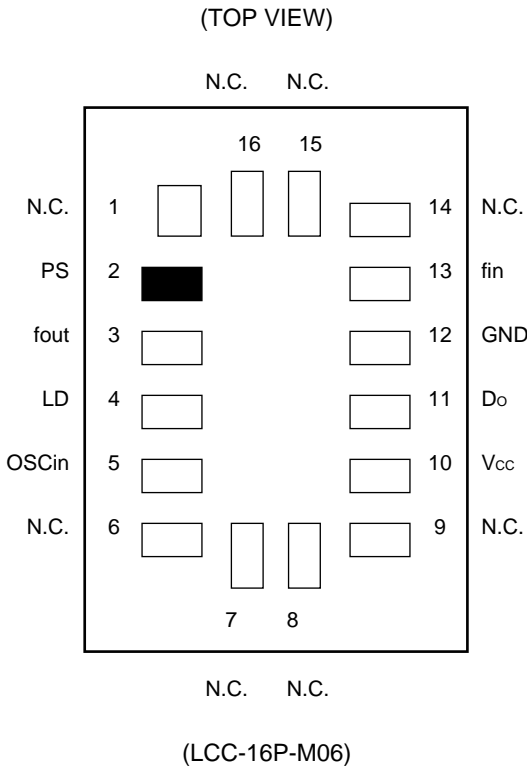 (TOP VIEW)
N.C. N.C.
16 15
N.C. 1 14 N.C.
PS 2 13 fin
fout 3 12 GND
LD 4 11 DO
OSCin 5 10 VCC
N.C. 6 9 N.C.
7 8
N.C. N.C.
(LCC-16P-M06)